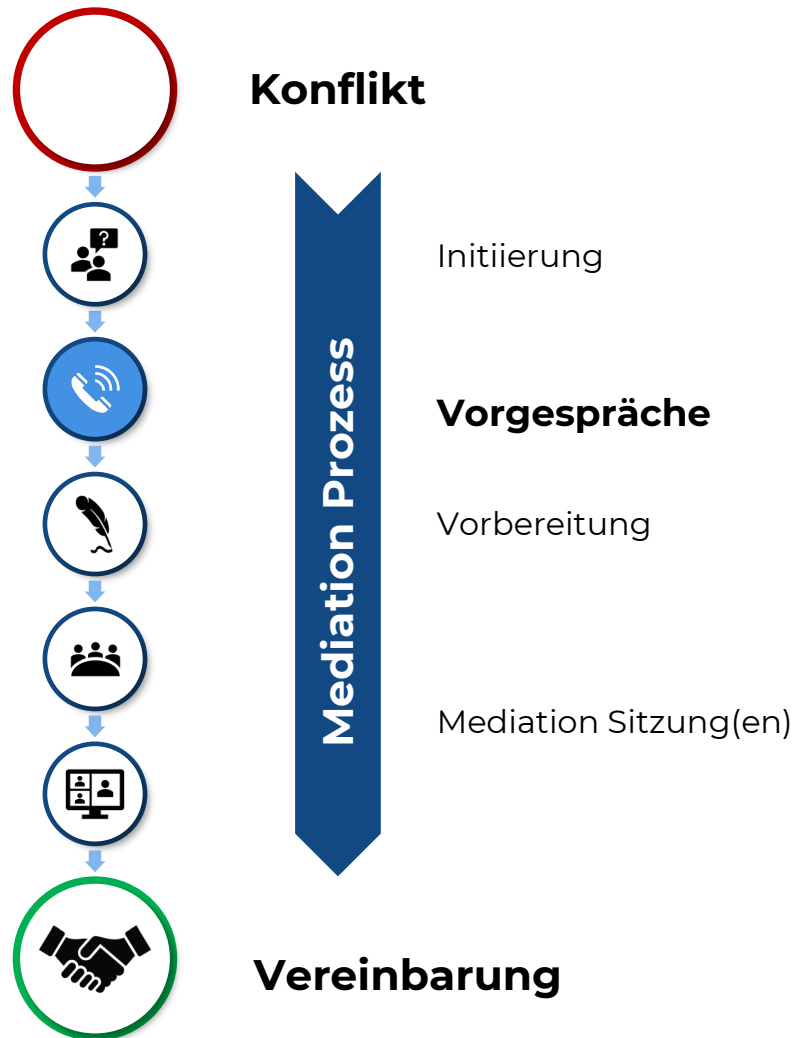 Konflikt
?
Initiierung
Mediation Prozess
Vorgespräche
Vorbereitung
Mediation Sitzung(en)
Vereinbarung